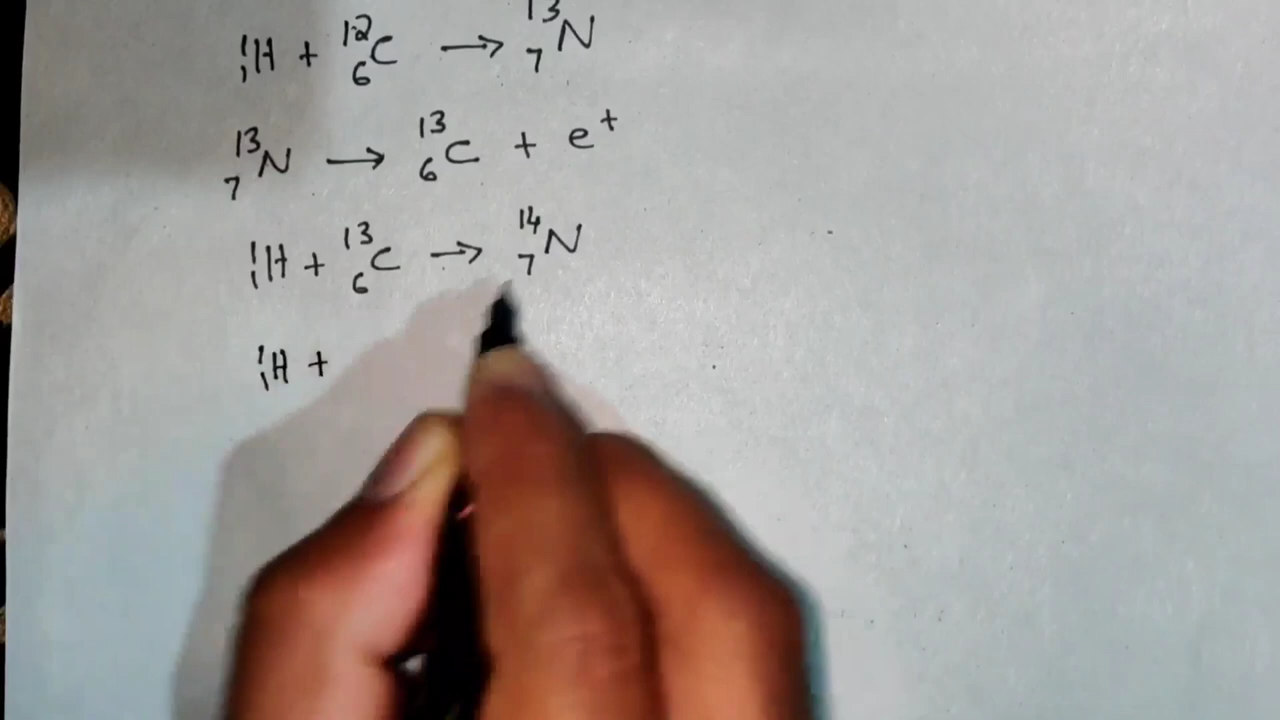 ¹₁H + ¹²₆C → ¹³₇N
¹³₇N → ¹³₆C + e⁺
¹₁H + ¹³₆C → ¹⁴₇N
¹₁H +